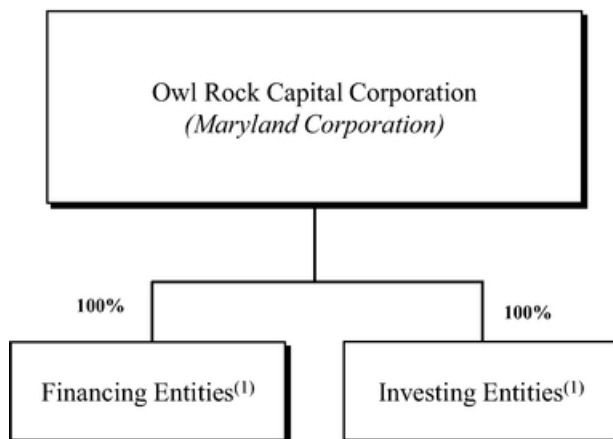 Owl Rock Capital Corporation
(Maryland Corporation)
100%
100%
Financing Entities(1)
Investing Entities(1)